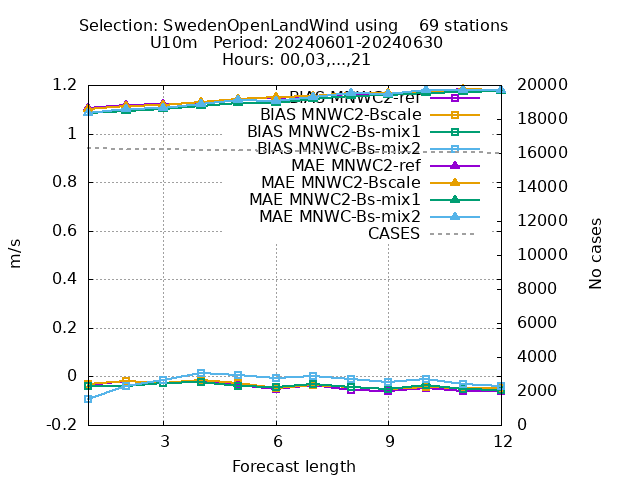 Selection: SwedenOpenLandWind using    69 stations
U10m   Period: 20240601-20240630
Hours: 00,03,...,21
1.2
1
0.8
0.6
0.4
0.2
0
-0.2
m/s
20000
18000
16000
14000
12000
10000
8000
6000
4000
2000
0
No cases
BIAS MNWC2-ref
BIAS MNWC2-Bscale
BIAS MNWC2-Bs-mix1
BIAS MNWC-Bs-mix2
MAE MNWC2-ref
MAE MNWC2-Bscale
MAE MNWC2-Bs-mix1
MAE MNWC-Bs-mix2
CASES
3
6
9
12
Forecast length